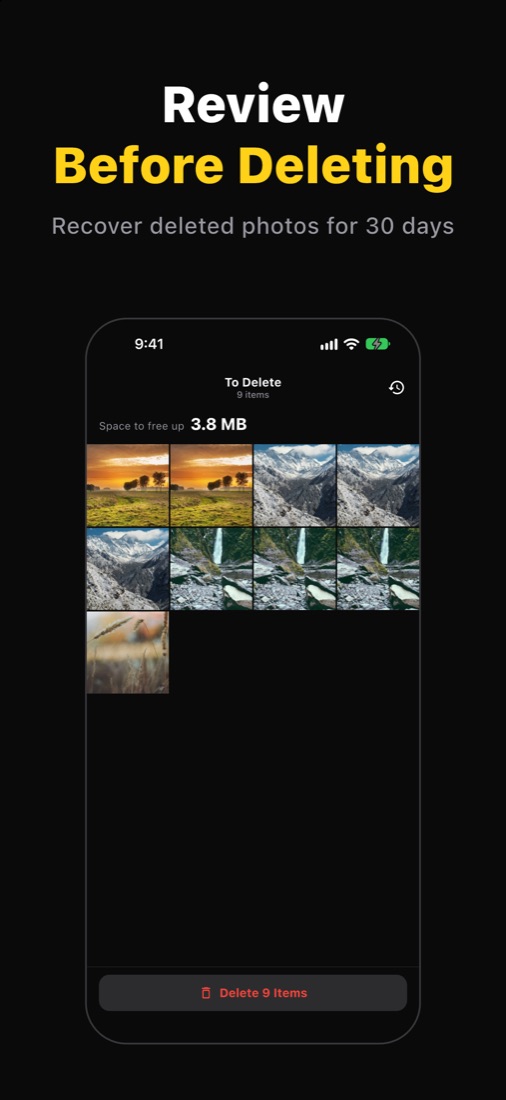 Review
Before Deleting
Recover deleted photos for 30 days
9:41
To Delete
9 items
Space to free up 3.8 MB
Delete 9 Items